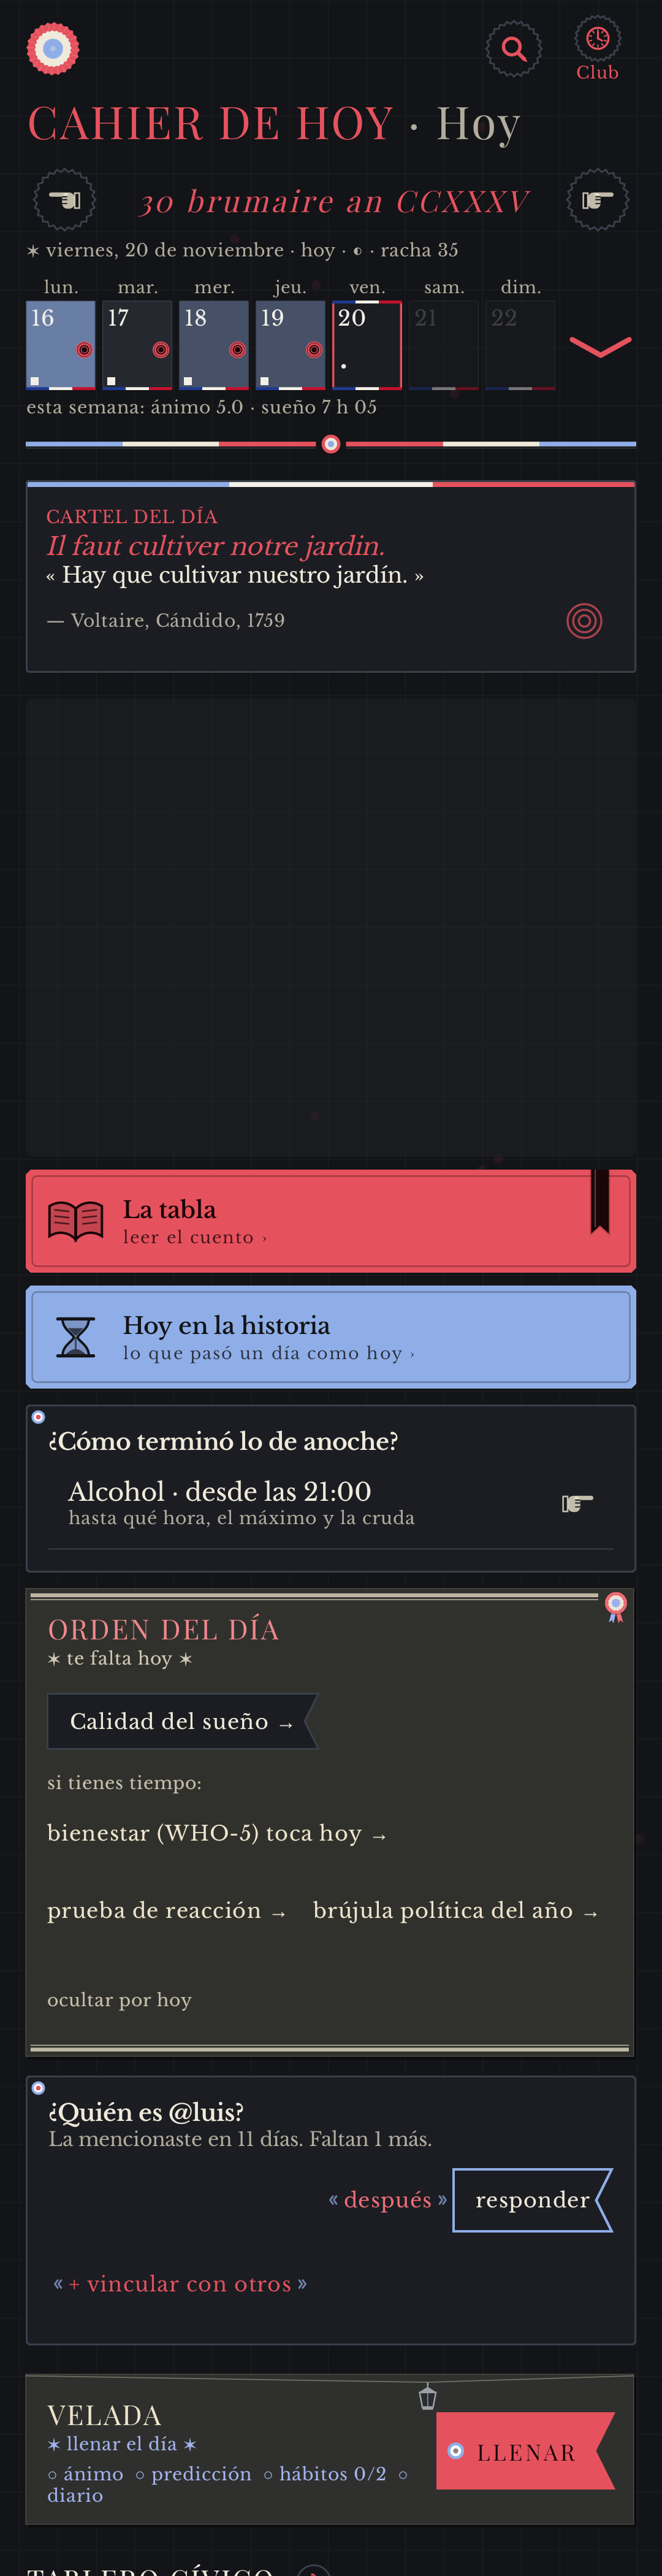 Club
CAHIER DE HOY · Hoy
30 brumaire an CCXXXV
✶ viernes, 20 de noviembre · hoy · ◐ · racha 35
lun. mar. mer. jeu. ven. sam. dim.
16 17 18 19 20 21 22
esta semana: ánimo 5.0 · sueño 7 h 05
CARTEL DEL DÍA
Il faut cultiver notre jardin.
« Hay que cultivar nuestro jardín. »
— Voltaire, Cándido, 1759
La tabla
leer el cuento ›
Hoy en la historia
lo que pasó un día como hoy ›
¿Cómo terminó lo de anoche?
Alcohol · desde las 21:00
hasta qué hora, el máximo y la cruda
ORDEN DEL DÍA
✶ te falta hoy ✶
Calidad del sueño →
si tienes tiempo:
bienestar (WHO-5) toca hoy →
prueba de reacción → brújula política del año →
ocultar por hoy
¿Quién es @luis?
La mencionaste en 11 días. Faltan 1 más.
« después » responder
« + vincular con otros »
VELADA
✶ llenar el día ✶
○ ánimo ○ predicción ○ hábitos 0/2 ○
diario
LLENAR
TABLERO CÍVICO